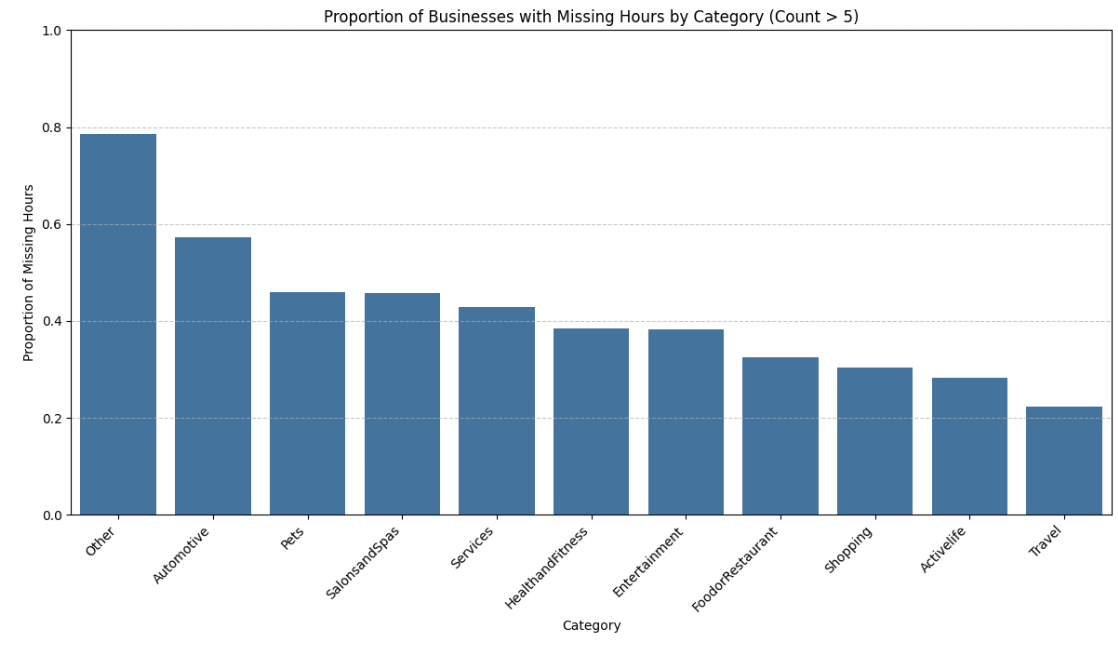 Proportion of Businesses with Missing Hours by Category (Count > 5)
Proportion of Missing Hours
1.0
0.8
0.6
0.4
0.2
0.0
Other
Automotive
Pets
SalonsandSpas
Services
HealthandFitness
Entertainment
FoodorRestaurant
Shopping
Activelife
Travel
Category